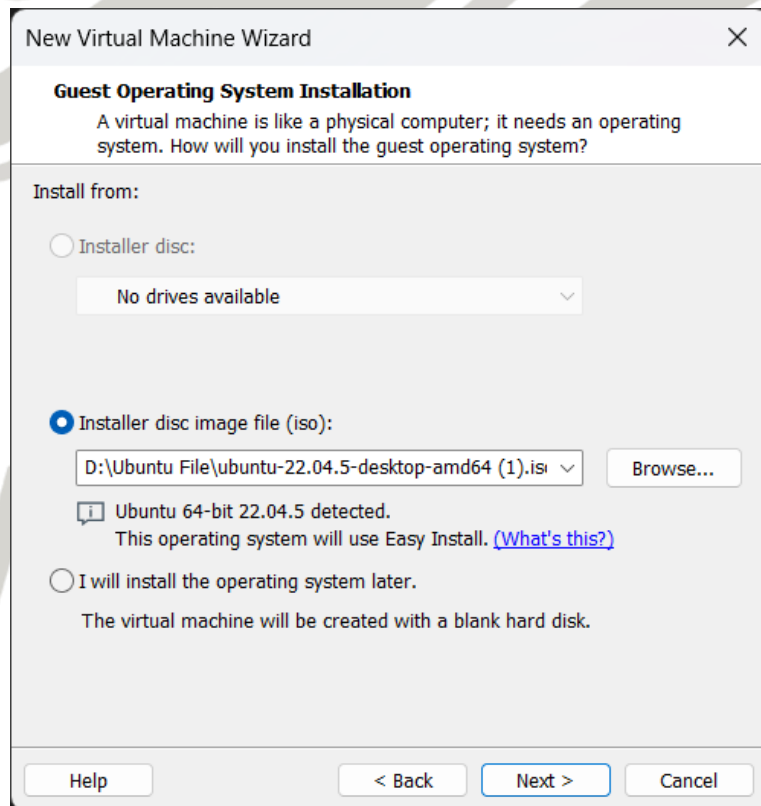 New Virtual Machine Wizard
Guest Operating System Installation
A virtual machine is like a physical computer; it needs an operating
system. How will you install the guest operating system?
Install from:
Installer disc:
No drives available
Installer disc image file (iso):
D:\Ubuntu File\ubuntu-22.04.5-desktop-amd64 (1).iso
Browse...
Ubuntu 64-bit 22.04.5 detected.
This operating system will use Easy Install. (What's this?)
I will install the operating system later.
The virtual machine will be created with a blank hard disk.
Help
< Back
Next >
Cancel